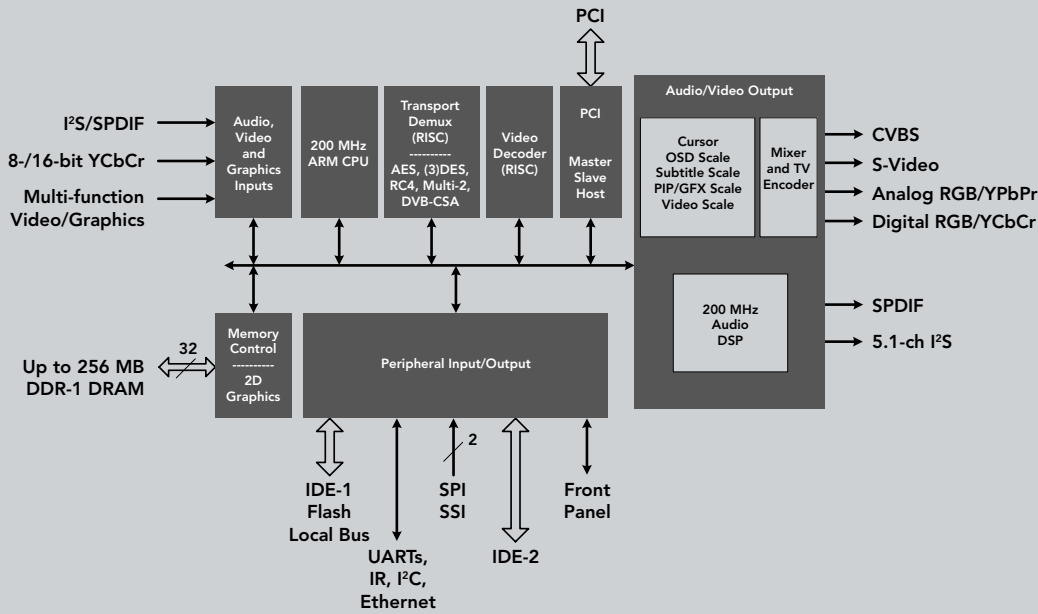 PCI
I²S/SPDIF
8-/16-bit YCbCr
Multi-function
Video/Graphics
Audio,
Video
and
Graphics
Inputs
200 MHz
ARM CPU
Transport
Demux
(RISC)
----------
AES, (3)DES,
RC4, Multi-2,
DVB-CSA
Video
Decoder
(RISC)
PCI
Master
Slave
Host
Audio/Video Output
Cursor
OSD Scale
Subtitle Scale
PIP/GFX Scale
Video Scale
Mixer
and TV
Encoder
CVBS
S-Video
Analog RGB/YPbPr
Digital RGB/YCbCr
200 MHz
Audio
DSP
SPDIF
5.1-ch I²S
Up to 256 MB
DDR-1 DRAM
32
Memory
Control
----------
2D
Graphics
Peripheral Input/Output
IDE-1
Flash
Local Bus
UARTs,
IR, I²C,
Ethernet
2
SPI
SSI
IDE-2
Front
Panel